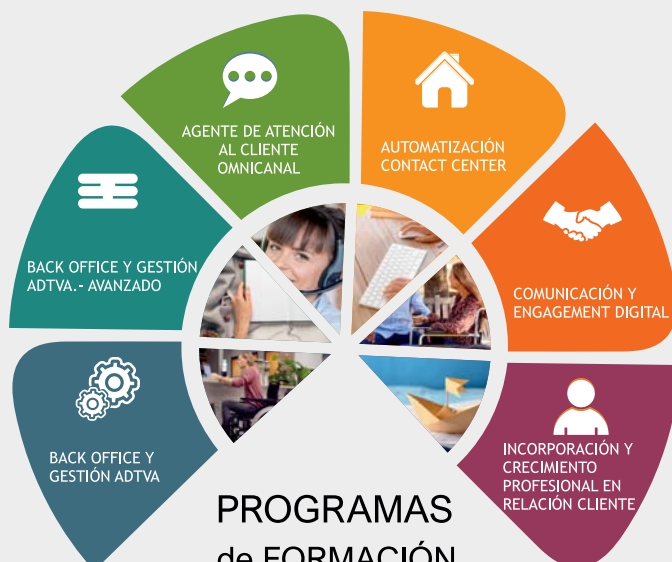 AGENTE DE ATENCIÓN
AL CLIENTE
OMNICANAL
AUTOMATIZACIÓN
CONTACT CENTER
BACK OFFICE Y GESTIÓN
ADTVA.- AVANZADO
COMUNICACIÓN Y
ENGAGEMENT DIGITAL
BACK OFFICE Y
GESTIÓN ADTVA
INCORPORACIÓN Y
CRECIMIENTO
PROFESIONAL EN
RELACIÓN CLIENTE
PROGRAMAS
de FORMACIÓN